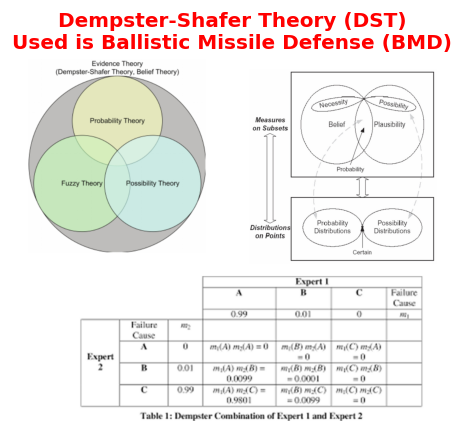 Dempster-Shafer Theory (DST)
Used is Ballistic Missile Defense (BMD)
Evidence Theory
(Dempster-Shafer Theory, Belief Theory)
Probability Theory
Fuzzy Theory
Possibility Theory
Measures
on Subsets
Necessity
Possibility
Belief
Plausibility
Probability
Distributions
on Points
Probability
Distributions
Possibility
Distributions
Certain
Expert 1
A B C Failure
Cause
0.99 0.01 0 m₁
Failure
Cause
m₂
Expert
2
A 0 m₁(A) m₂(A) = 0 m₁(B) m₂(A)
= 0 m₁(C) m₂(A)
= 0
B 0.01 m₁(A) m₂(B) =
0.0099 m₁(B) m₂(B)
= 0.0001 m₁(C) m₂(B)
= 0
C 0.99 m₁(A) m₂(C) =
0.9801 m₁(B) m₂(C)
= 0.0099 m₁(C) m₂(C)
= 0
Table 1: Dempster Combination of Expert 1 and Expert 2